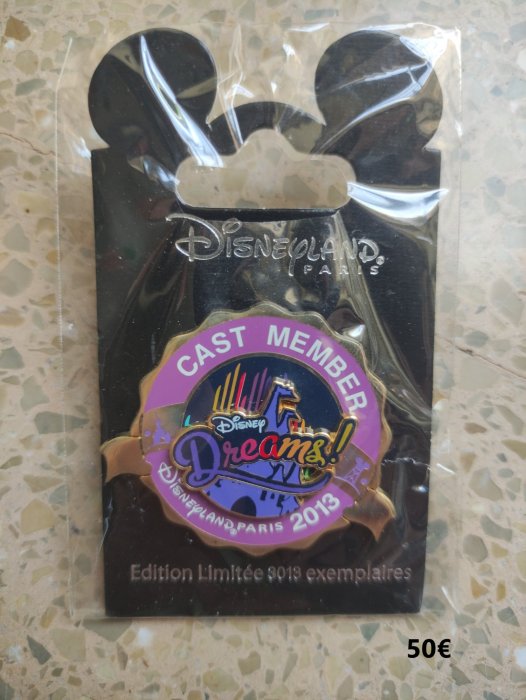 Disneyland®
PARIS
CAST MEMBER
Disney
Dreams!!
Disneyland® PARIS 2013
Edition Limitée 3013 exemplaires
50€